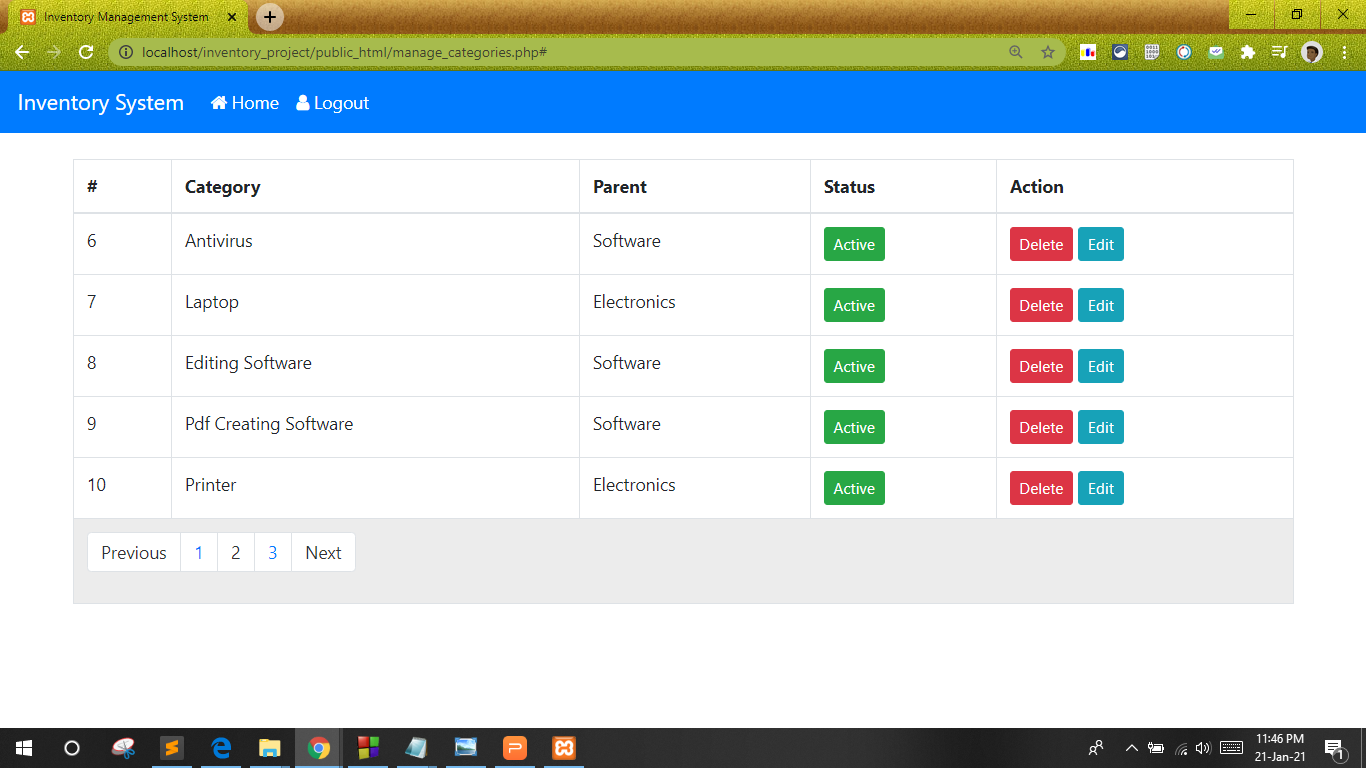 Inventory Management System
localhost/inventory_project/public_html/manage_categories.php#
Inventory System Home Logout
# Category Parent Status Action
6 Antivirus Software Active Delete Edit
7 Laptop Electronics Active Delete Edit
8 Editing Software Software Active Delete Edit
9 Pdf Creating Software Software Active Delete Edit
10 Printer Electronics Active Delete Edit
Previous 1 2 3 Next
11:46 PM
21-Jan-21
1